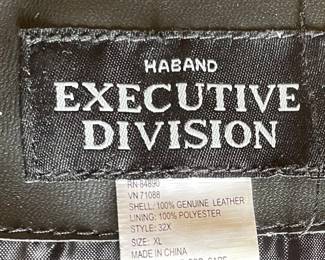 HABAND
EXECUTIVE
DIVISION
RN 84890
VN 71088
SHELL: 100% GENUINE LEATHER
LINING: 100% POLYESTER
STYLE: 32X
SIZE: XL
MADE IN CHINA